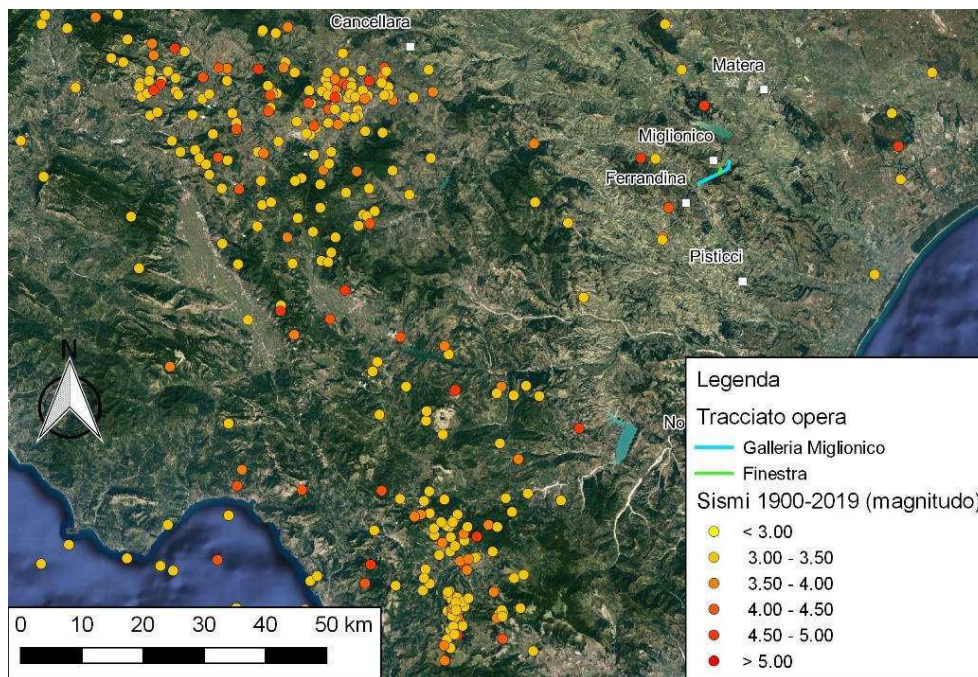 Cancellara
Matera
Miglionico
Ferrandina
Pisticci
No
N
Legenda
Tracciato opera
Galleria Miglionico
Finestra
Sismi 1900-2019 (magnitudo)
< 3.00
3.00 - 3.50
3.50 - 4.00
4.00 - 4.50
4.50 - 5.00
> 5.00
0 10 20 30 40 50 km